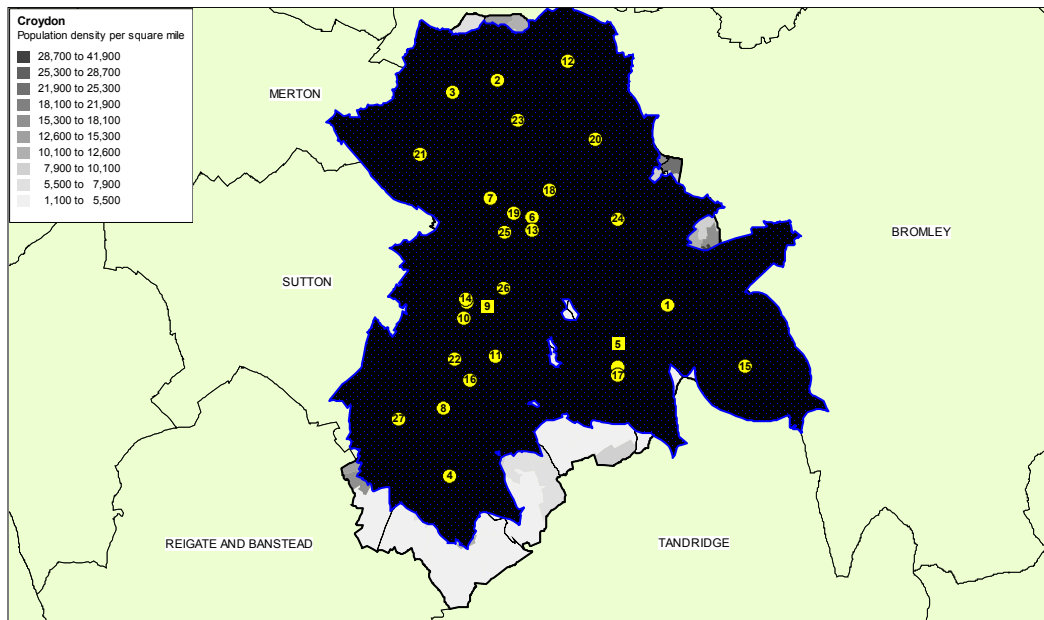 Croydon
Population density per square mile
28,700 to 41,900
25,300 to 28,700
21,900 to 25,300
18,100 to 21,900
15,300 to 18,100
12,600 to 15,300
10,100 to 12,600
7,900 to 10,100
5,500 to 7,900
1,100 to 5,500
12
2
3
MERTON
23
20
21
18
7
19
6
24
25
13
BROMLEY
SUTTON
26
14
9
1
10
5
11
22
15
17
16
8
27
4
REIGATE AND BANSTEAD
TANDRIDGE